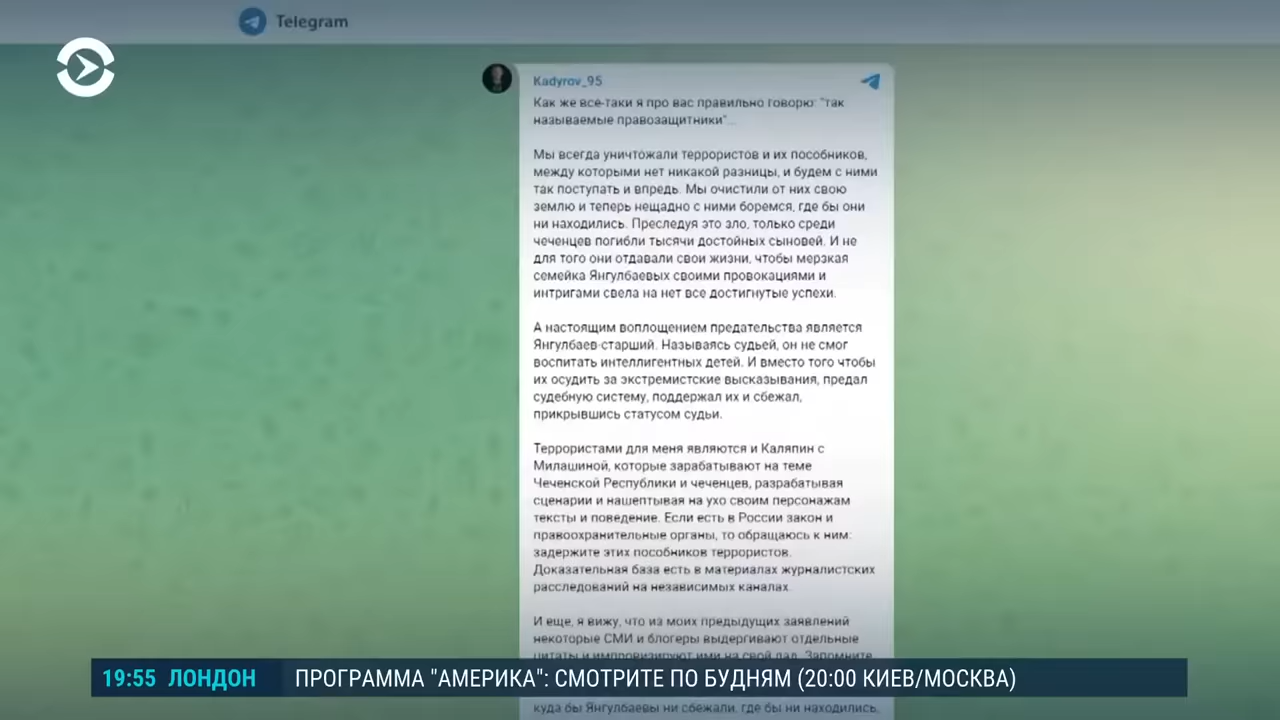 Telegram
Kadyrov_95
Как же все-таки я про вас правильно говорю: "так
называемые правозащитники"...
Мы всегда уничтожали террористов и их пособников,
между которыми нет никакой разницы, и будем с ними
так поступать и впредь. Мы очистили от них свою
землю и теперь нещадно с ними боремся, где бы они
ни находились. Преследуя это зло, только среди
чеченцев погибли тысячи достойных сыновей. И не
для того они отдавали свои жизни, чтобы мерзкая
семейка Янгулбаевых своими провокациями и
интригами свела на нет все достигнутые успехи.
А настоящим воплощением предательства является
Янгулбаев-старший. Называясь судьей, он не смог
воспитать интеллигентных детей. И вместо того чтобы
их осудить за экстремистские высказывания, предал
судебную систему, поддержал их и сбежал,
прикрывшись статусом судьи.
Террористами для меня являются и Каляпин с
Милашиной, которые зарабатывают на теме
Чеченской Республики и чеченцев, разрабатывая
сценарии и нашептывая на ухо своим персонажам
тексты и поведение. Если есть в России закон и
правоохранительные органы, то обращаюсь к ним:
задержите этих пособников террористов.
Доказательная база есть в материалах журналистских
расследований на независимых каналах.
И еще, я вижу, что из моих предыдущих заявлений
некоторые СМИ и блогеры выдергивают отдельные
цитаты и импровизируют ими на свой лад. Запомните
19:55 ЛОНДОН ПРОГРАММА "АМЕРИКА": СМОТРИТЕ ПО БУДНЯМ (20:00 КИЕВ/МОСКВА)
куда бы Янгулбаевы ни сбежали, где бы ни находились,